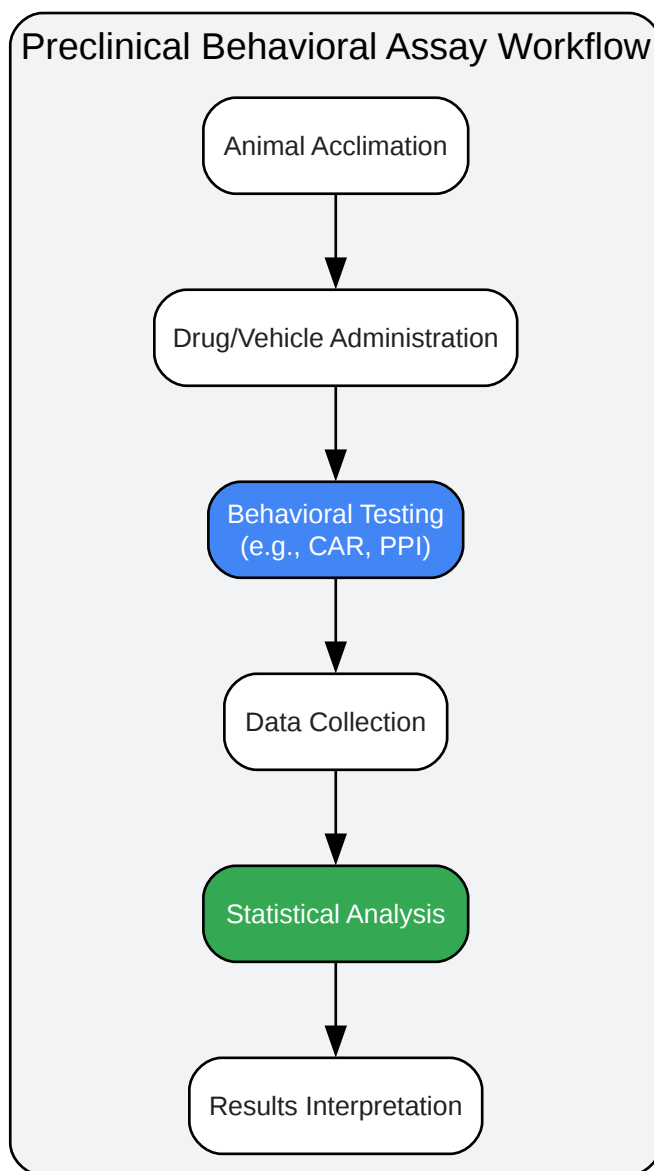 Preclinical Behavioral Assay Workflow
Animal Acclimation
Drug/Vehicle Administration
Behavioral Testing
(e.g., CAR, PPI)
Data Collection
Statistical Analysis
Results Interpretation